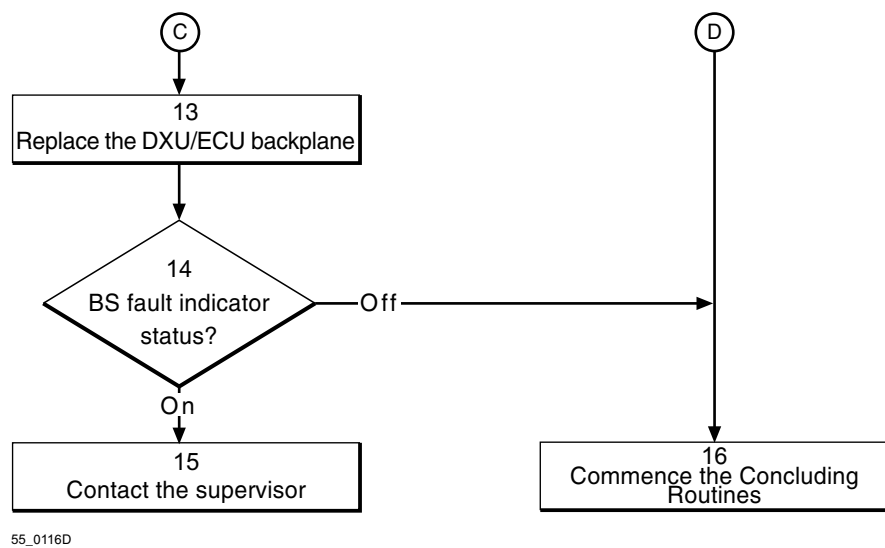 C
D
13
Replace the DXU/ECU backplane
14
BS fault indicator
status?
Off
On
15
Contact the supervisor
16
Commence the Concluding
Routines
55_0116D